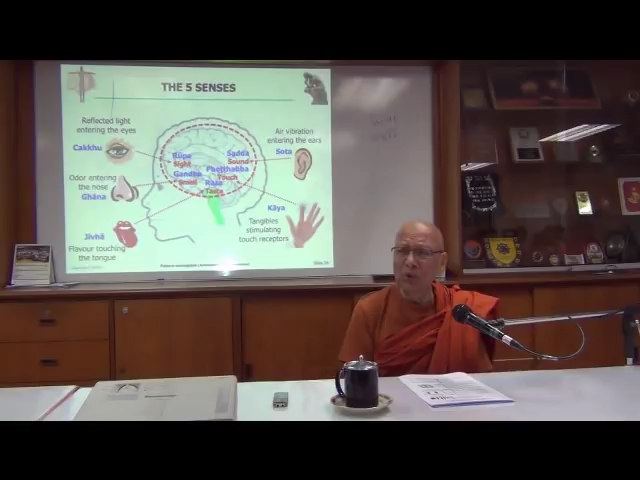 THE 5 SENSES
Reflected light
entering the eyes
Cakkhu
Air vibration
entering the ears
Sota
Rūpa
Sight
Sadda
Sound
Phoṭṭhabba
Touch
Gandha
Smell
Rasa
Taste
Odor entering
the nose
Ghāna
Kāya
Tangibles
stimulating
touch receptors
Jivhā
Flavour touching
the tongue